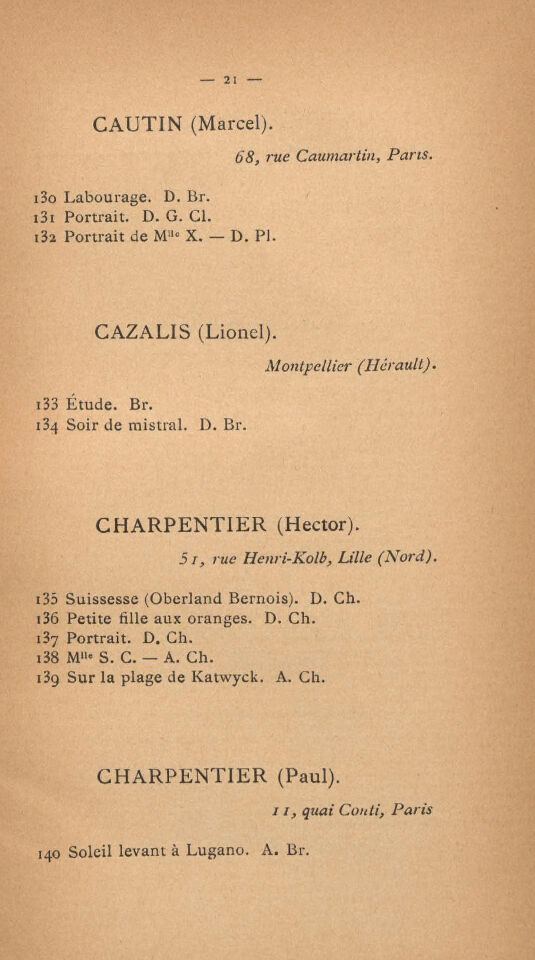 — 21 —
CAUTIN (Marcel).
68, rue Caumartin, Paris.
130 Labourage. D. Br.
131 Portrait. D. G. Cl.
132 Portrait de Mlle X. — D. Pl.
CAZALIS (Lionel).
Montpellier (Hérault).
133 Étude. Br.
134 Soir de mistral. D. Br.
CHARPENTIER (Hector).
51, rue Henri-Kolb, Lille (Nord).
135 Suissesse (Oberland Bernois). D. Ch.
136 Petite fille aux oranges. D. Ch.
137 Portrait. D. Ch.
138 Mlle S. C. — A. Ch.
139 Sur la plage de Katwyck. A. Ch.
CHARPENTIER (Paul).
11, quai Conti, Paris
140 Soleil levant à Lugano. A. Br.